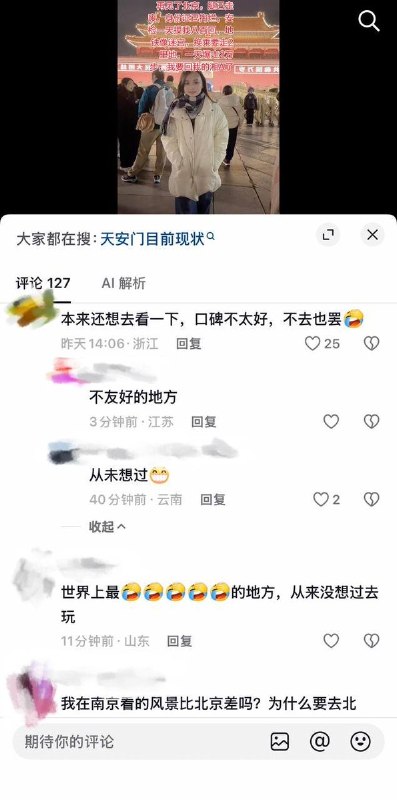 大家都在搜：天安门目前现状
评论 127
AI 解析
本来还想去看一下，口碑不太好，不去也罢🤣
昨天14:06 · 浙江 回复 25
不友好的地方
3分钟前 · 江苏 回复
从未想过😁
40分钟前 · 云南 回复 2
收起
世界上最🤣🤣🤣🤣🤣的地方，从来没想过去
玩
11分钟前 · 山东 回复
我在南京看的风景比北京差吗？为什么要去北
期待你的评论